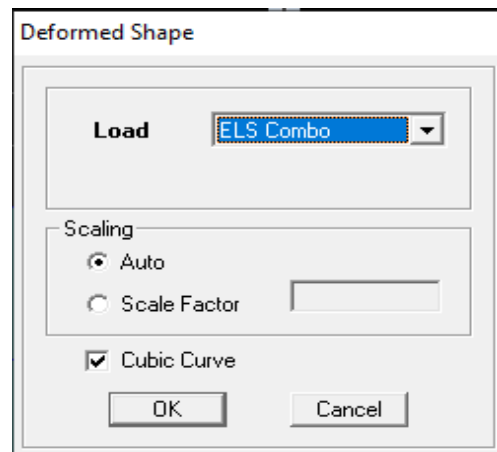 Deformed Shape
Load ELS Combo
Scaling
Auto
Scale Factor
Cubic Curve
OK Cancel